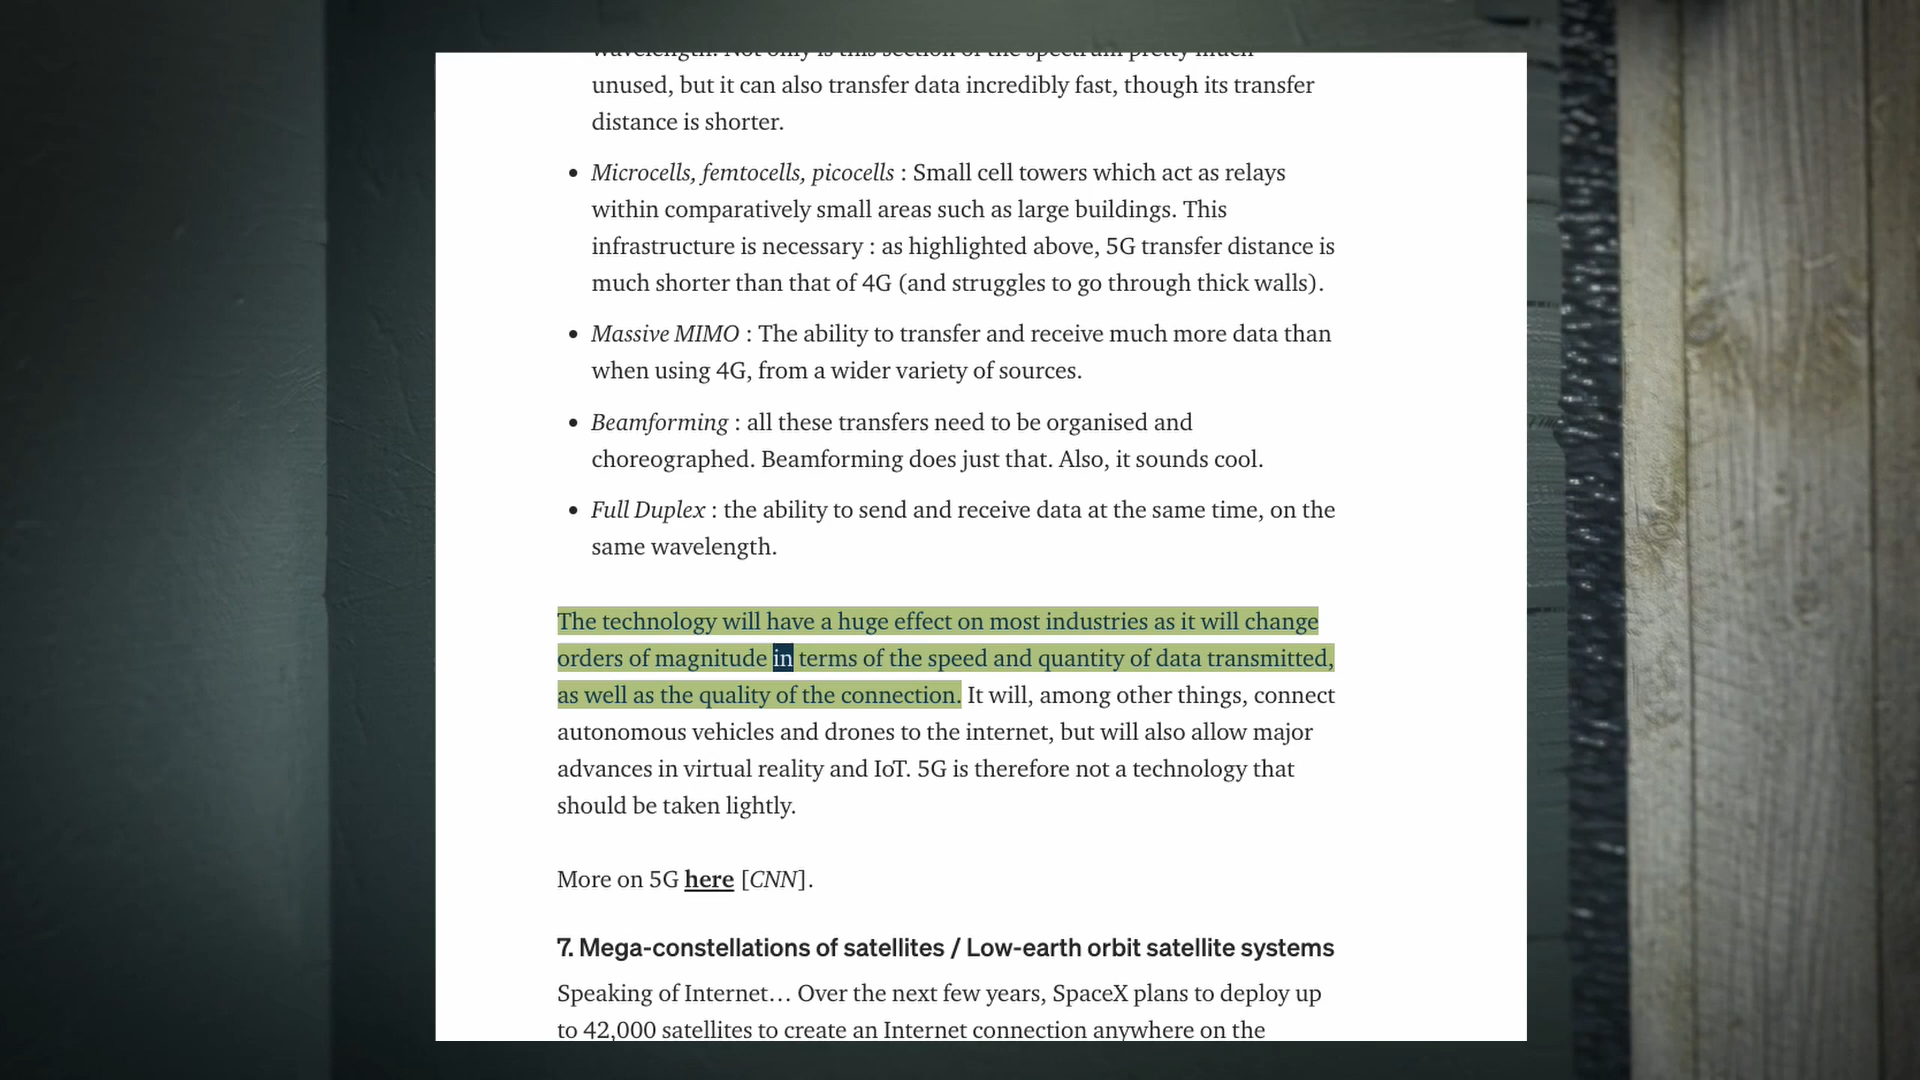 wavelength. Not only is this section of the spectrum pretty much
unused, but it can also transfer data incredibly fast, though its transfer
distance is shorter.
• Microcells, femtocells, picocells : Small cell towers which act as relays
within comparatively small areas such as large buildings. This
infrastructure is necessary : as highlighted above, 5G transfer distance is
much shorter than that of 4G (and struggles to go through thick walls).
• Massive MIMO : The ability to transfer and receive much more data than
when using 4G, from a wider variety of sources.
• Beamforming : all these transfers need to be organised and
choreographed. Beamforming does just that. Also, it sounds cool.
• Full Duplex : the ability to send and receive data at the same time, on the
same wavelength.
The technology will have a huge effect on most industries as it will change
orders of magnitude in terms of the speed and quantity of data transmitted,
as well as the quality of the connection. It will, among other things, connect
autonomous vehicles and drones to the internet, but will also allow major
advances in virtual reality and IoT. 5G is therefore not a technology that
should be taken lightly.
More on 5G here [CNN].
7. Mega-constellations of satellites / Low-earth orbit satellite systems
Speaking of Internet… Over the next few years, SpaceX plans to deploy up
to 42,000 satellites to create an Internet connection anywhere on the